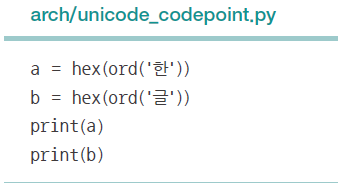 arch/unicode_codepoint.py
a = hex(ord('한'))
b = hex(ord('글'))
print(a)
print(b)